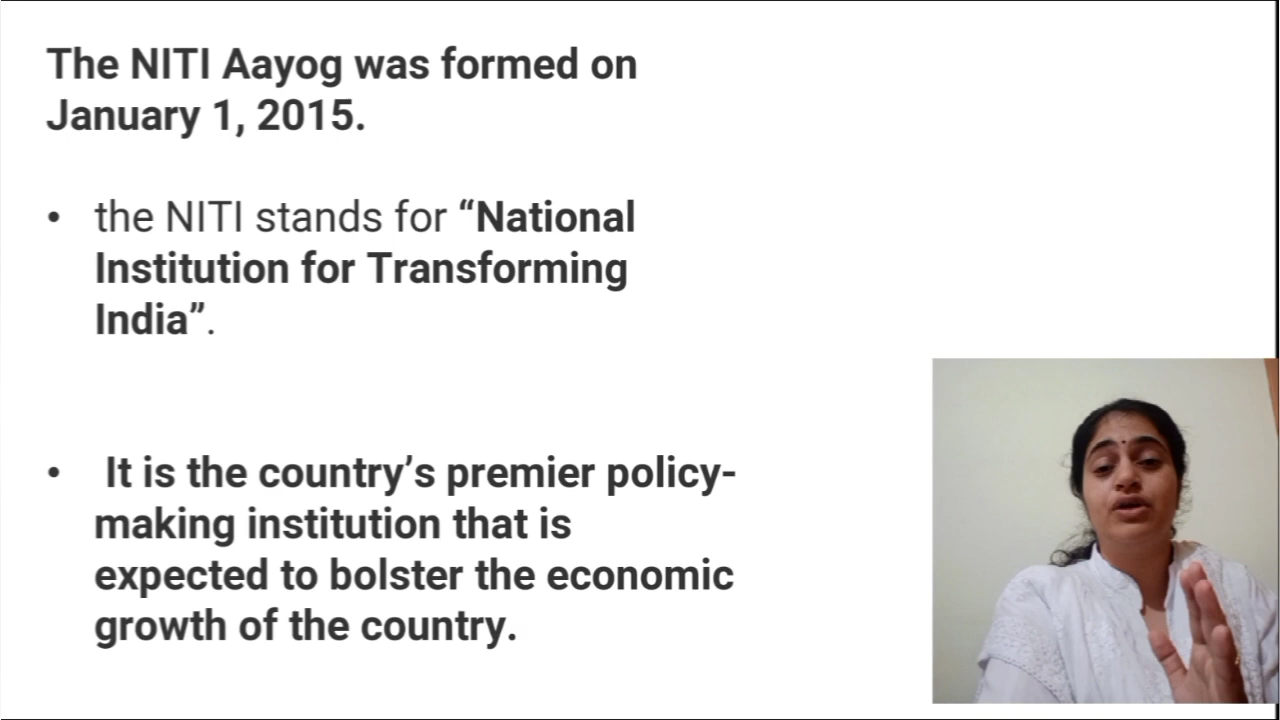 The NITI Aayog was formed on
January 1, 2015.
• the NITI stands for “National
Institution for Transforming
India”.
• It is the country’s premier policy-
making institution that is
expected to bolster the economic
growth of the country.